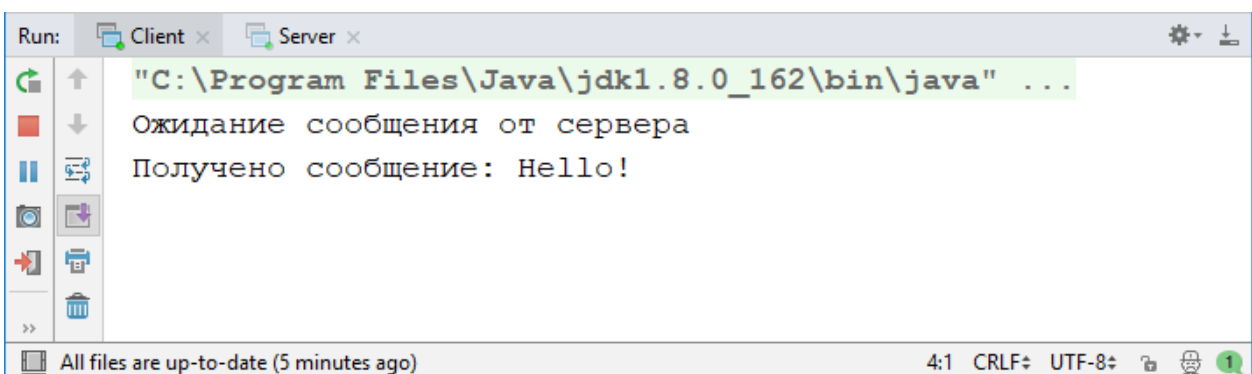 Run: Client × Server ×
"C:\Program Files\Java\jdk1.8.0_162\bin\java" ...
Ожидание сообщения от сервера
Получено сообщение: Hello!
All files are up-to-date (5 minutes ago) 4:1 CRLF UTF-8 1